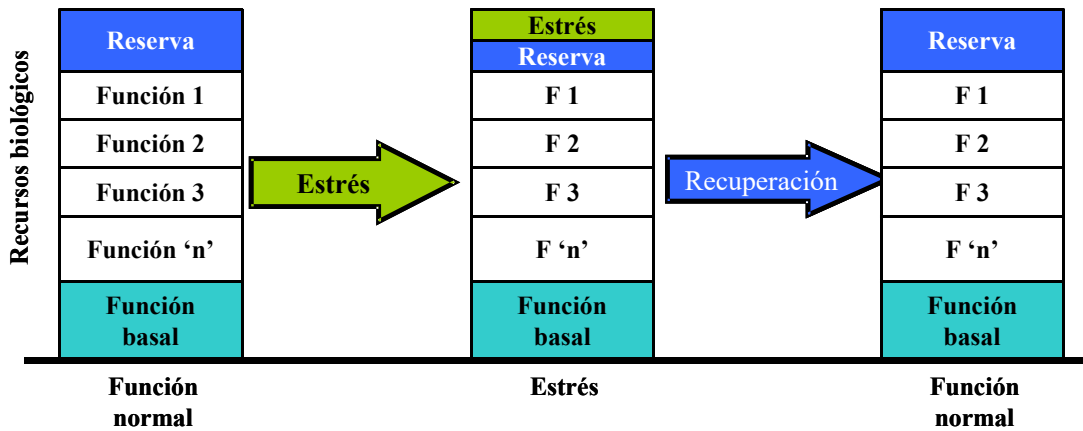 Recursos biológicos
Reserva
Función 1
Función 2
Función 3
Función ‘n’
Función
basal
Función
normal
Estrés
Estrés
Reserva
F 1
F 2
F 3
F ‘n’
Función
basal
Estrés
Recuperación
Reserva
F 1
F 2
F 3
F ‘n’
Función
basal
Función
normal